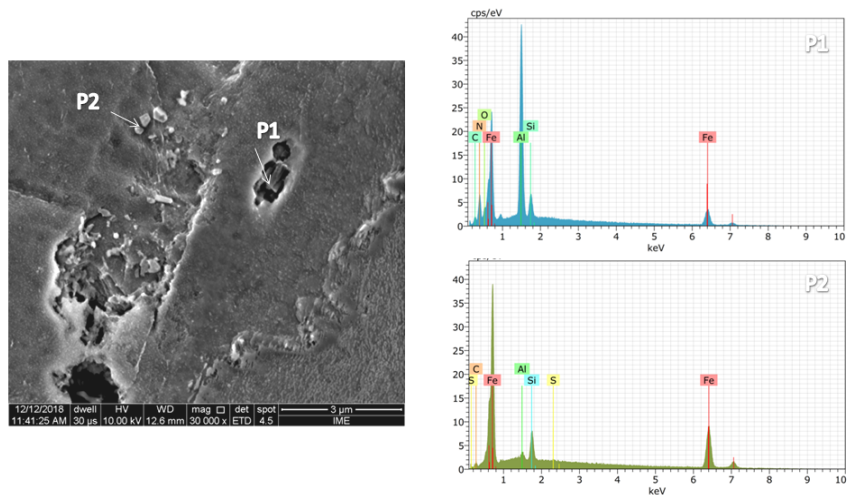 P2
P1
12/12/2018 dwell HV WD mag □ det spot 3 µm
11:41:25 AM 30 µs 10.00 kV 12.6 mm 30 000 x ETD 4.5 IME
cps/eV
P1
40
35
30
25
20
15
10
5
0
O
N Si
C Fe Al Fe
1 2 3 4 5 6 7 8 9 10
keV
P2
40
35
30
25
20
15
10
5
0
C Al
S Fe Si S Fe
1 2 3 4 5 6 7 8 9 10
keV